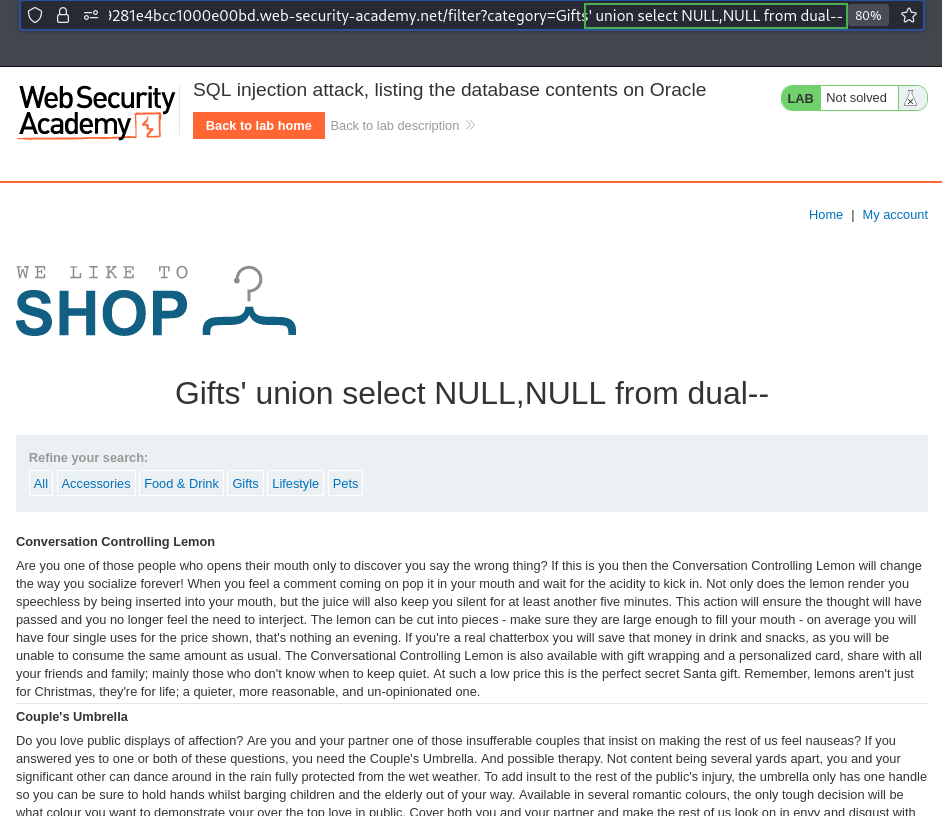 9281e4bcc1000e00bd.web-security-academy.net/filter?category=Gifts' union select NULL,NULL from dual-- 80%
WebSecurity
Academy
SQL injection attack, listing the database contents on Oracle
Back to lab home Back to lab description
LAB Not solved
Home | My account
WE LIKE TO
SHOP
Gifts' union select NULL,NULL from dual--
Refine your search:
All Accessories Food & Drink Gifts Lifestyle Pets
Conversation Controlling Lemon
Are you one of those people who opens their mouth only to discover you say the wrong thing? If this is you then the Conversation Controlling Lemon will change
the way you socialize forever! When you feel a comment coming on pop it in your mouth and wait for the acidity to kick in. Not only does the lemon render you
speechless by being inserted into your mouth, but the juice will also keep you silent for at least another five minutes. This action will ensure the thought will have
passed and you no longer feel the need to interject. The lemon can be cut into pieces - make sure they are large enough to fill your mouth - on average you will
have four single uses for the price shown, that's nothing an evening. If you're a real chatterbox you will save that money in drink and snacks, as you will be
unable to consume the same amount as usual. The Conversational Controlling Lemon is also available with gift wrapping and a personalized card, share with all
your friends and family; mainly those who don't know when to keep quiet. At such a low price this is the perfect secret Santa gift. Remember, lemons aren't just
for Christmas, they're for life; a quieter, more reasonable, and un-opinionated one.
Couple's Umbrella
Do you love public displays of affection? Are you and your partner one of those insufferable couples that insist on making the rest of us feel nauseas? If you
answered yes to one or both of these questions, you need the Couple's Umbrella. And possible therapy. Not content being several yards apart, you and your
significant other can dance around in the rain fully protected from the wet weather. To add insult to the rest of the public's injury, the umbrella only has one handle
so you can be sure to hold hands whilst barging children and the elderly out of your way. Available in several romantic colours, the only tough decision will be
what colour you want to demonstrate your over the top love in public. Cover both you and your partner and make the rest of us look on in envy and disgust with